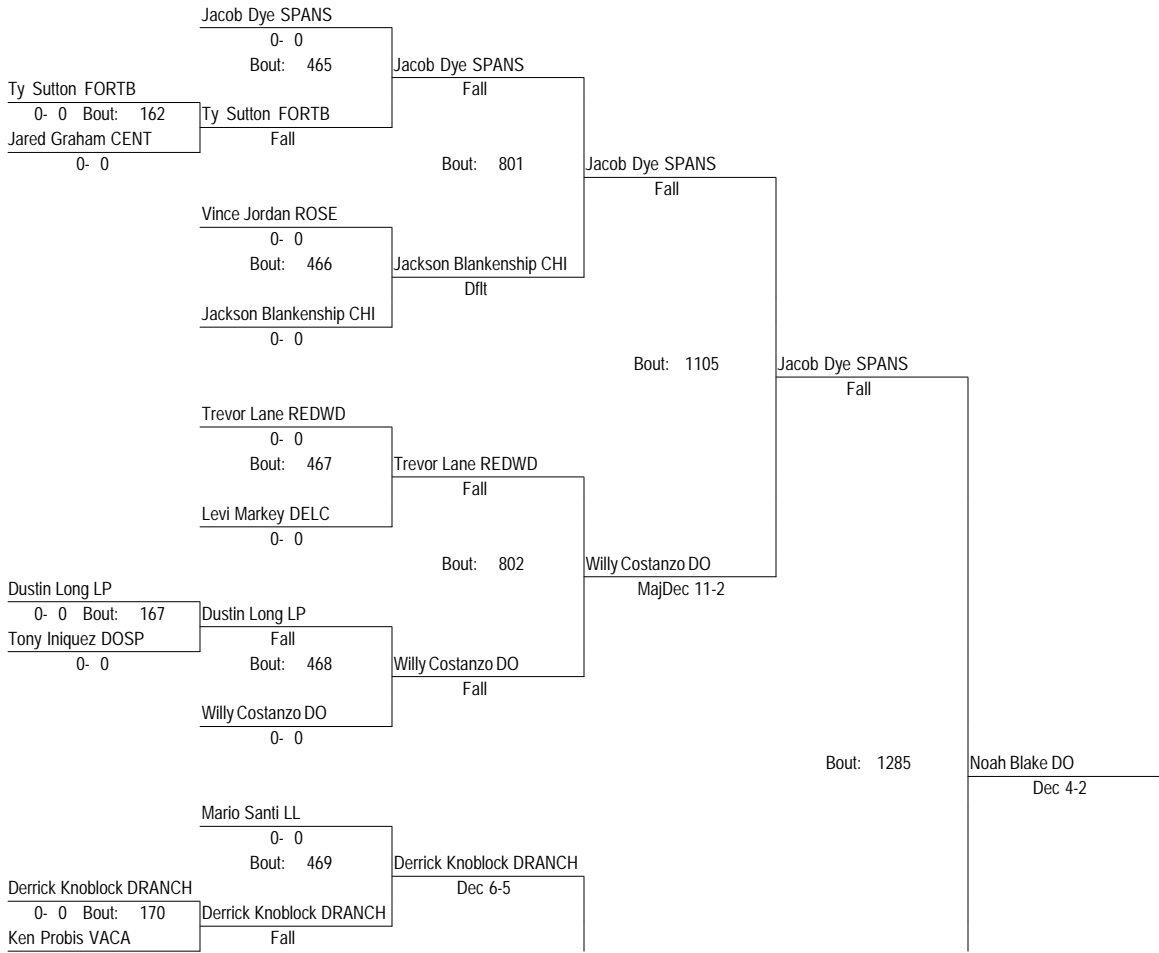 Jacob Dye SPANS
0- 0
Bout: 465
Jacob Dye SPANS
Fall
Ty Sutton FORTB
0- 0 Bout: 162
Ty Sutton FORTB
Jared Graham CENT
Fall
0- 0
Bout: 801
Jacob Dye SPANS
Fall
Vince Jordan ROSE
0- 0
Bout: 466
Jackson Blankenship CHI
Dflt
Jackson Blankenship CHI
0- 0
Bout: 1105
Jacob Dye SPANS
Fall
Trevor Lane REDWD
0- 0
Bout: 467
Trevor Lane REDWD
Fall
Levi Markey DELC
0- 0
Bout: 802
Willy Costanzo DO
MajDec 11-2
Dustin Long LP
0- 0 Bout: 167
Dustin Long LP
Tony Iniquez DOSP
Fall
0- 0
Bout: 468
Willy Costanzo DO
Fall
Willy Costanzo DO
0- 0
Bout: 1285
Noah Blake DO
Dec 4-2
Mario Santi LL
0- 0
Bout: 469
Derrick Knoblock DRANCH
Dec 6-5
Derrick Knoblock DRANCH
0- 0 Bout: 170
Derrick Knoblock DRANCH
Ken Probis VACA
Fall